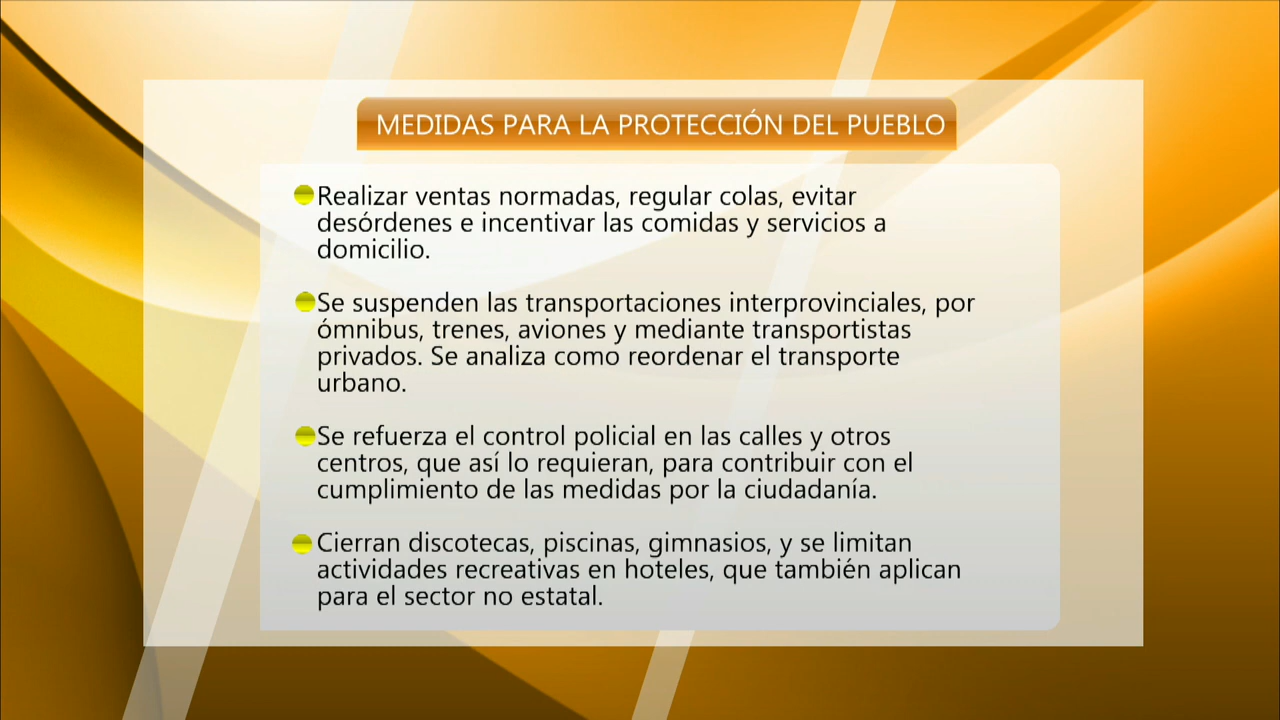 MEDIDAS PARA LA PROTECCIÓN DEL PUEBLO
Realizar ventas normadas, regular colas, evitar
desórdenes e incentivar las comidas y servicios a
domicilio.
Se suspenden las transportaciones interprovinciales, por
ómnibus, trenes, aviones y mediante transportistas
privados. Se analiza como reordenar el transporte
urbano.
Se refuerza el control policial en las calles y otros
centros, que así lo requieran, para contribuir con el
cumplimiento de las medidas por la ciudadanía.
Cierran discotecas, piscinas, gimnasios, y se limitan
actividades recreativas en hoteles, que también aplican
para el sector no estatal.